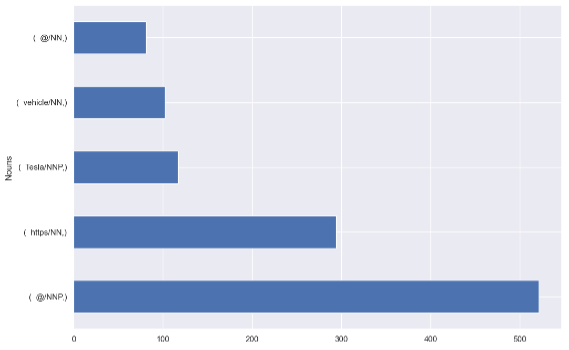 ( @/NN,)
( vehicle/NN,)
( Tesla/NNP,)
( https/NN,)
( @/NNP,)
Nouns
0 100 200 300 400 500